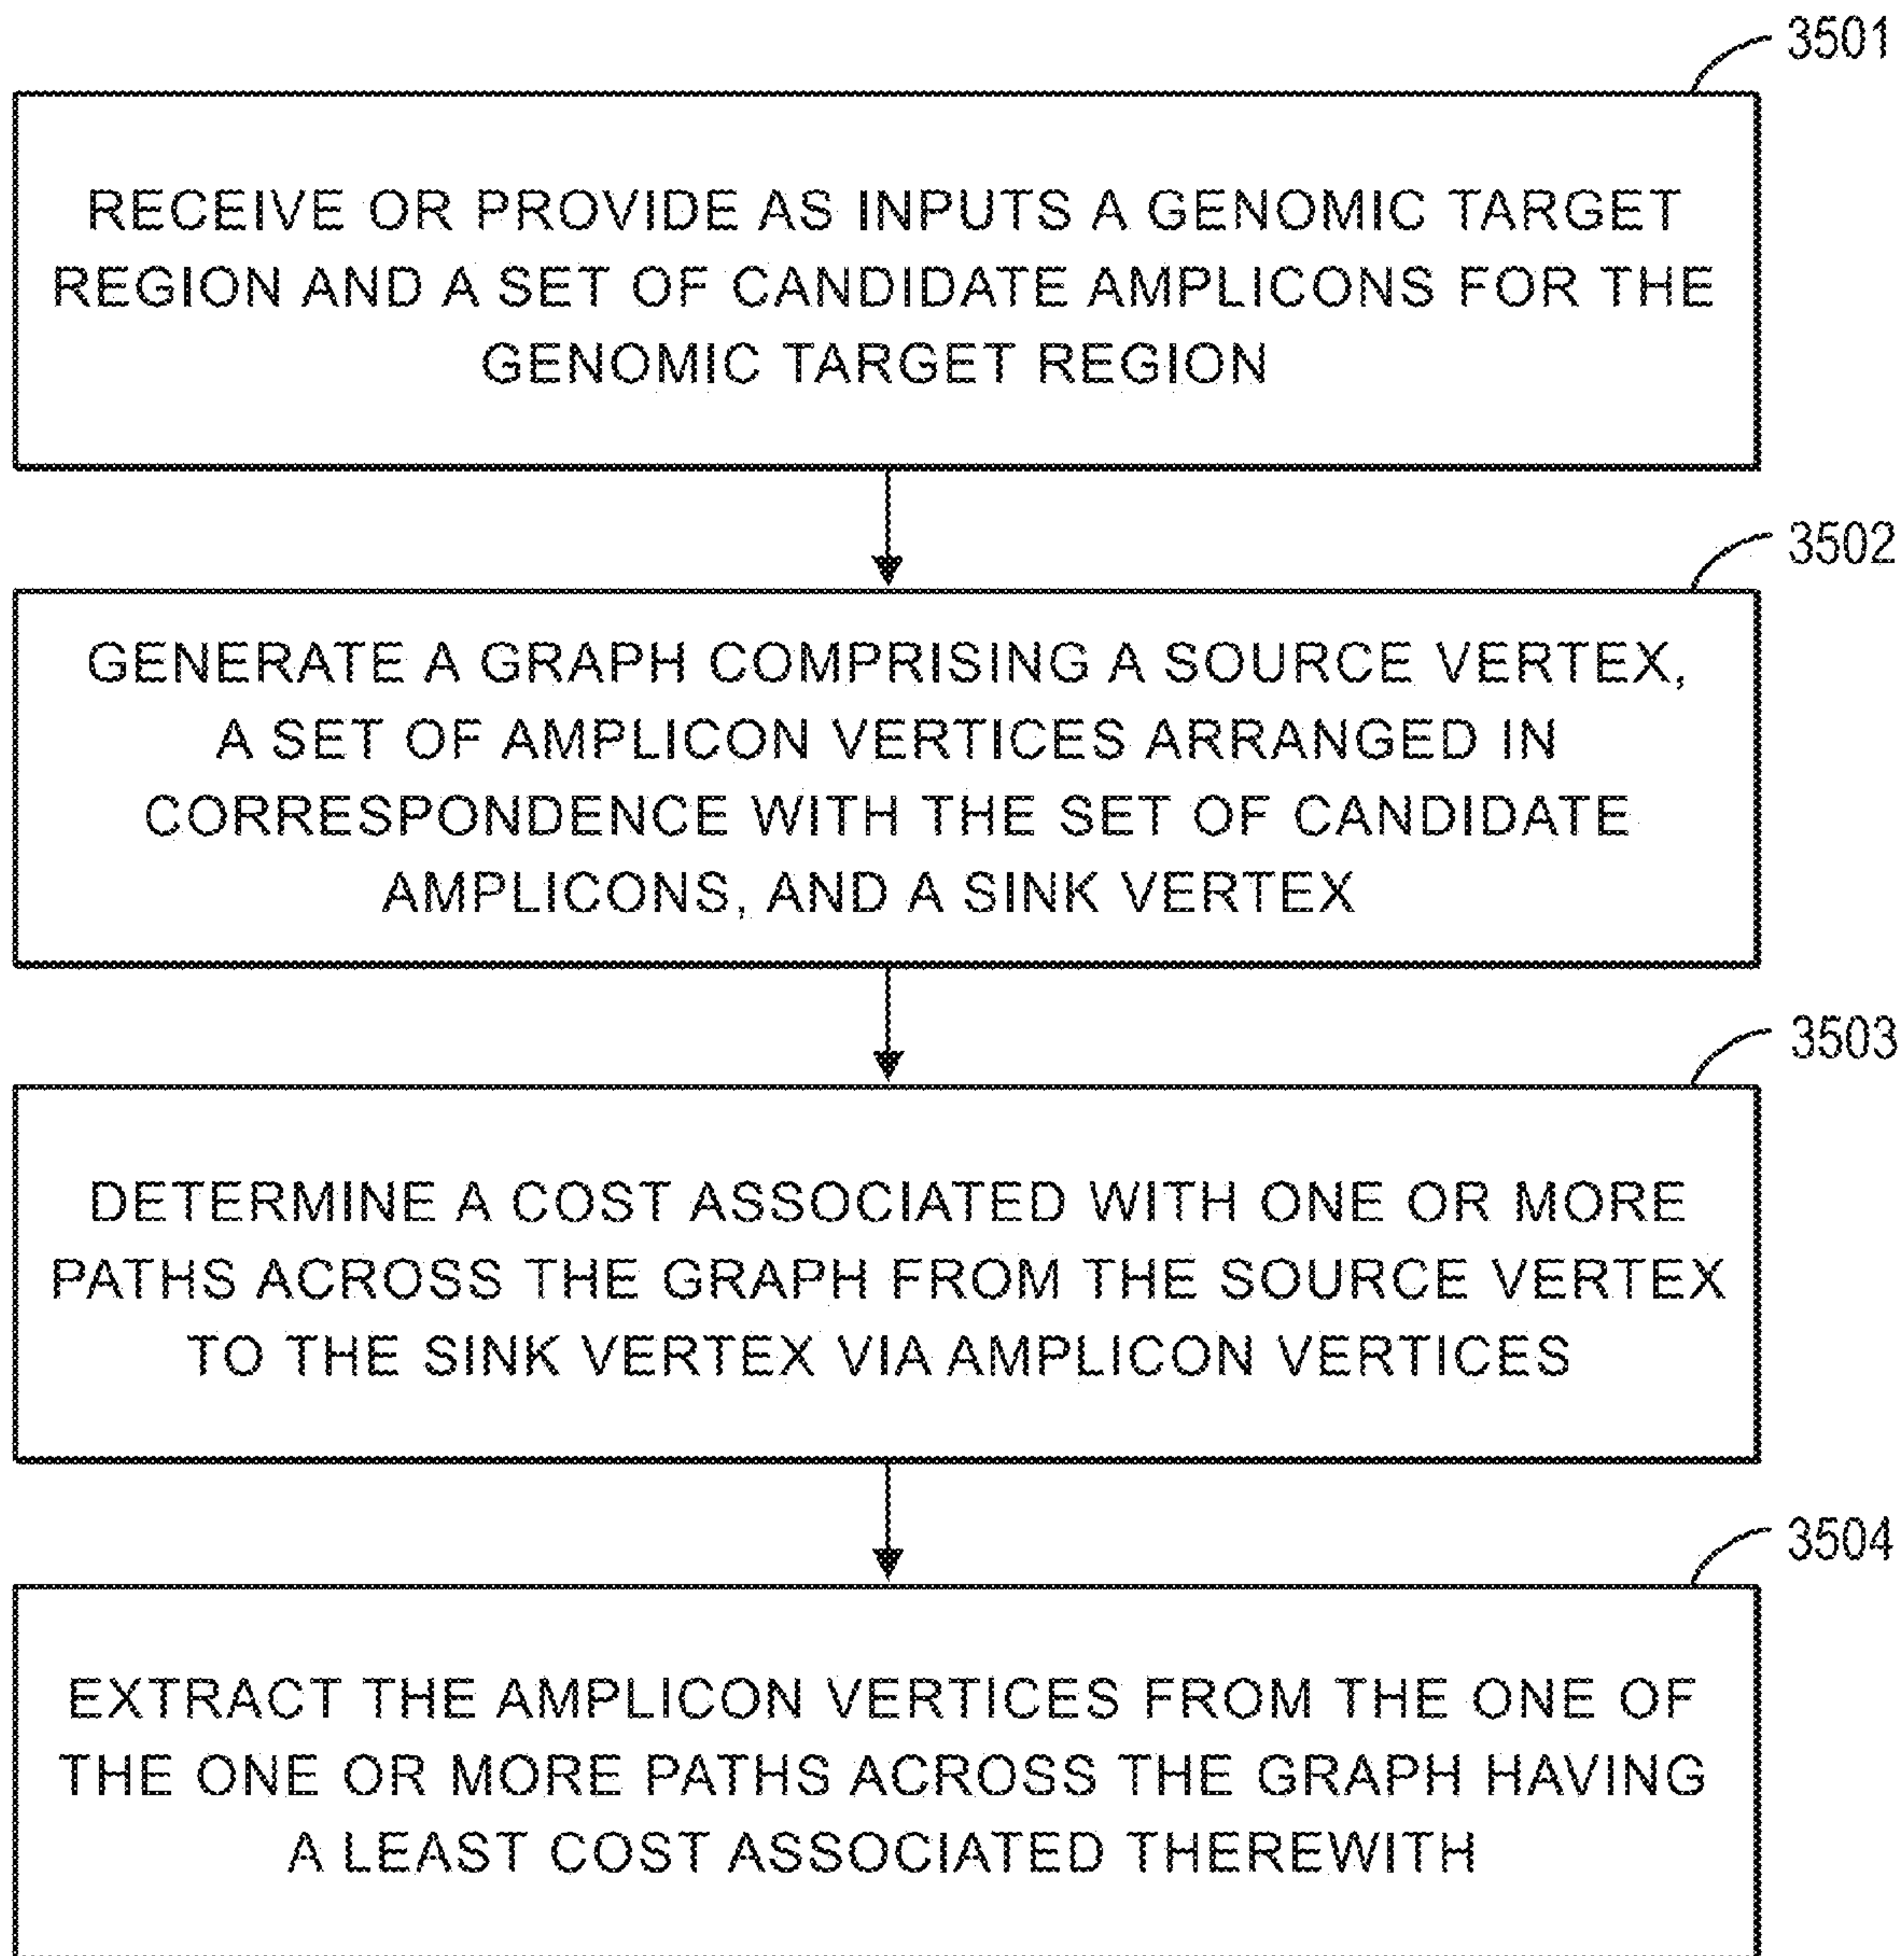 3501
RECEIVE OR PROVIDE AS INPUTS A GENOMIC TARGET
REGION AND A SET OF CANDIDATE AMPLICONS FOR THE
GENOMIC TARGET REGION
3502
GENERATE A GRAPH COMPRISING A SOURCE VERTEX,
A SET OF AMPLICON VERTICES ARRANGED IN
CORRESPONDENCE WITH THE SET OF CANDIDATE
AMPLICONS, AND A SINK VERTEX
3503
DETERMINE A COST ASSOCIATED WITH ONE OR MORE
PATHS ACROSS THE GRAPH FROM THE SOURCE VERTEX
TO THE SINK VERTEX VIA AMPLICON VERTICES
3504
EXTRACT THE AMPLICON VERTICES FROM THE ONE OF
THE ONE OR MORE PATHS ACROSS THE GRAPH HAVING
A LEAST COST ASSOCIATED THEREWITH